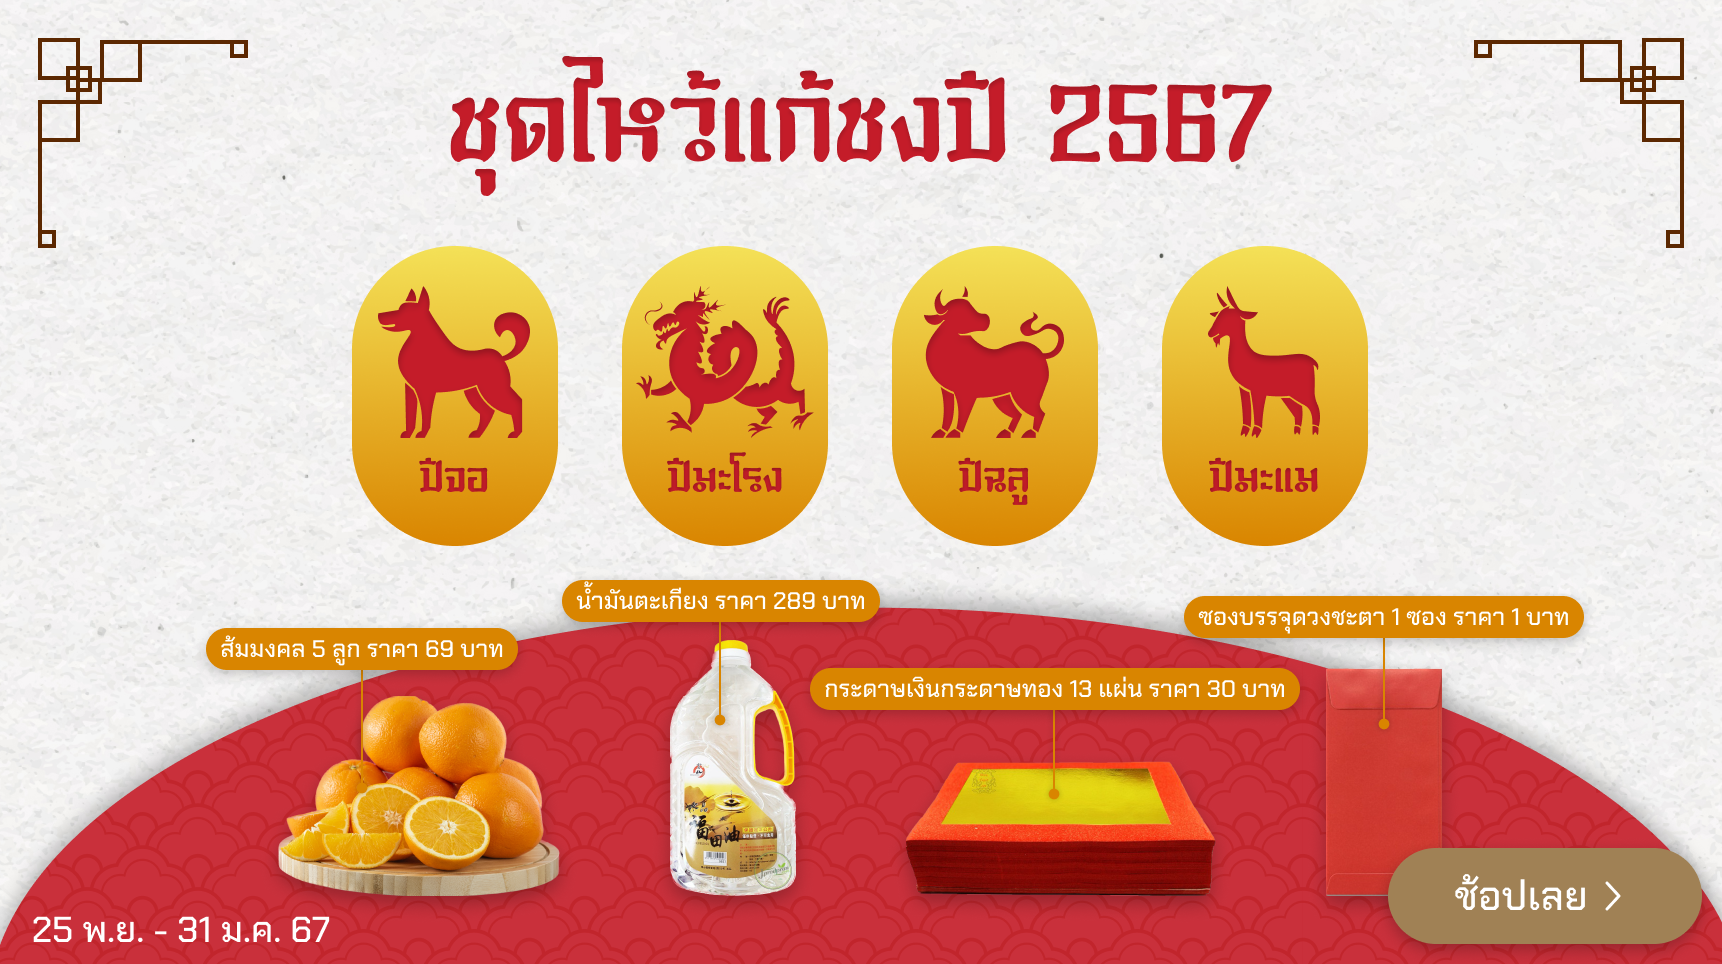 ชุดไหว้แก้ชงปี 2567
ปีจอ
ปีมะโรง
ปีฉลู
ปีมะแม
น้ำมันตะเกียง ราคา 289 บาท
ซองบรรจุดวงชะตา 1 ซอง ราคา 1 บาท
ส้มมงคล 5 ลูก ราคา 69 บาท
กระดาษเงินกระดาษทอง 13 แผ่น ราคา 30 บาท
福田油
ช้อปเลย
25 พ.ย. - 31 ม.ค. 67